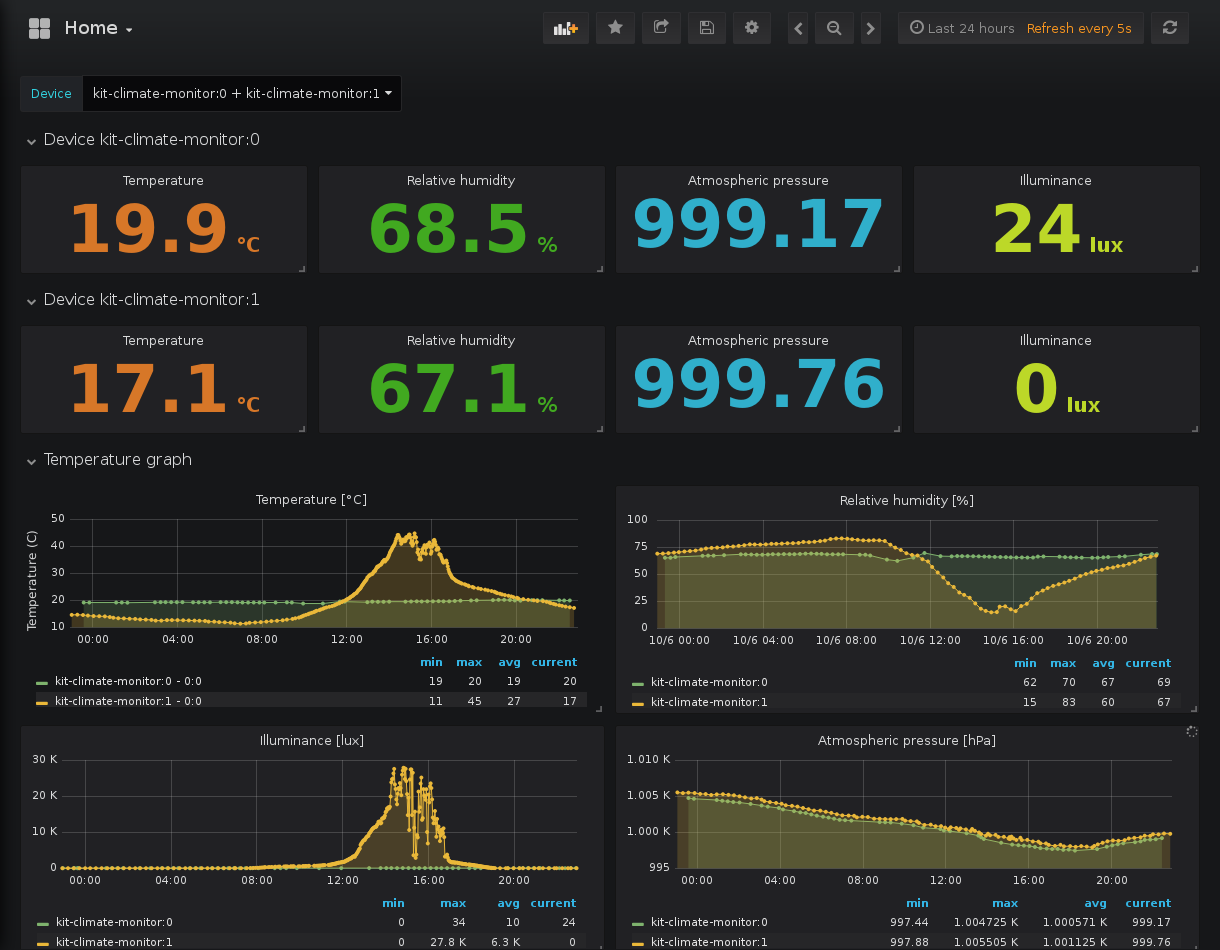 Home
Last 24 hours Refresh every 5s
Device kit-climate-monitor:0 + kit-climate-monitor:1
Device kit-climate-monitor:0
Temperature
19.9 °C
Relative humidity
68.5 %
Atmospheric pressure
999.17
Illuminance
24 lux
Device kit-climate-monitor:1
Temperature
17.1 °C
Relative humidity
67.1 %
Atmospheric pressure
999.76
Illuminance
0 lux
Temperature graph
Temperature [°C]
Temperature (C)
50
40
30
20
10
00:00 04:00 08:00 12:00 16:00 20:00
min max avg current
kit-climate-monitor:0 - 0:0 19 20 19 20
kit-climate-monitor:1 - 0:0 11 45 27 17
Relative humidity [%]
100
75
50
25
0
10/6 00:00 10/6 04:00 10/6 08:00 10/6 12:00 10/6 16:00 10/6 20:00
min max avg current
kit-climate-monitor:0 62 70 67 69
kit-climate-monitor:1 15 83 60 67
Illuminance [lux]
30 K
20 K
10 K
0
00:00 04:00 08:00 12:00 16:00 20:00
min max avg current
kit-climate-monitor:0 0 34 10 24
kit-climate-monitor:1 0 27.8 K 6.3 K 0
Atmospheric pressure [hPa]
1.010 K
1.005 K
1.000 K
995
00:00 04:00 08:00 12:00 16:00 20:00
min max avg current
kit-climate-monitor:0 997.44 1.004725 K 1.000571 K 999.17
kit-climate-monitor:1 997.88 1.005505 K 1.001125 K 999.76